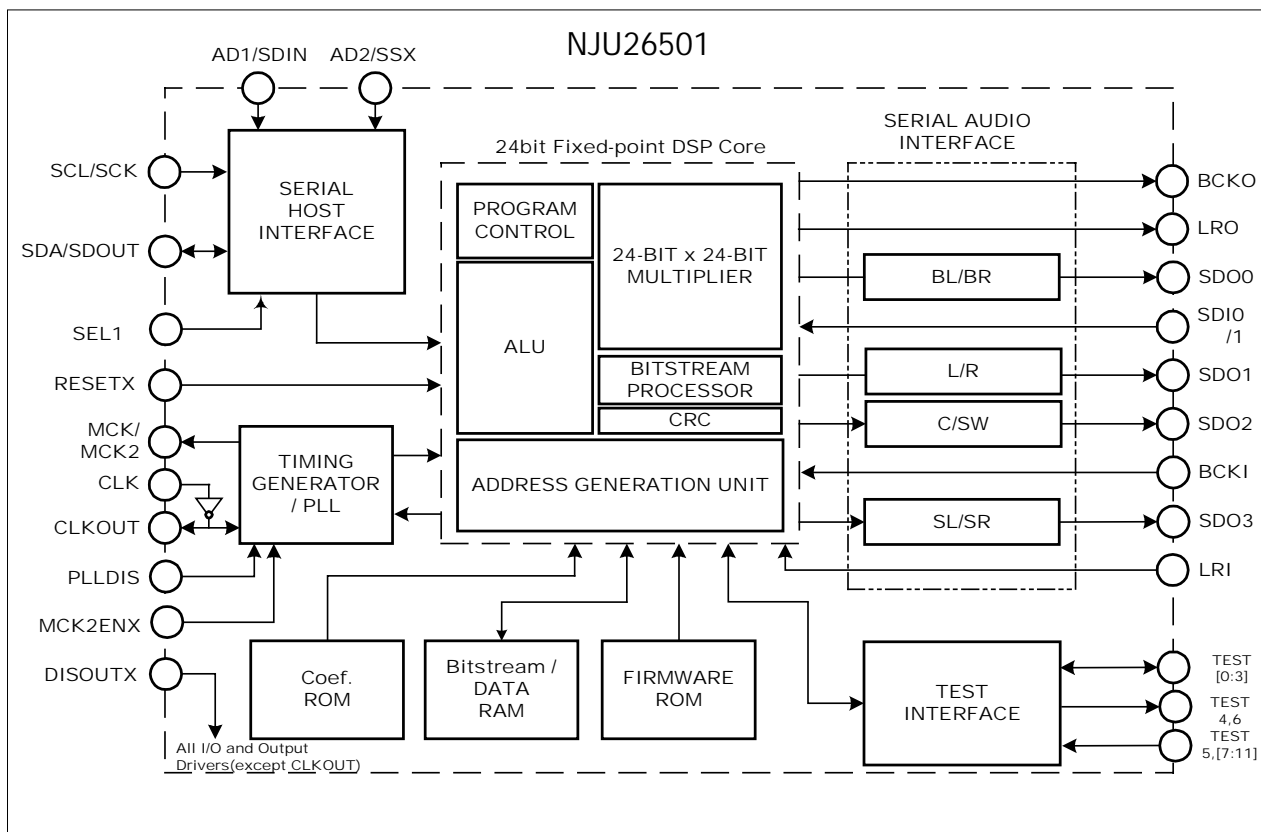 NJU26501
AD1/SDIN
AD2/SSX
SCL/SCK
SDA/SDOUT
SEL1
RESETX
MCK/
MCK2
CLK
CLKOUT
PLLDIS
MCK2ENX
DISOUTX
All I/O and Output
Drivers(except CLKOUT)
SERIAL
HOST
INTERFACE
TIMING
GENERATOR
/ PLL
24bit Fixed-point DSP Core
PROGRAM
CONTROL
24-BIT x 24-BIT
MULTIPLIER
ALU
BITSTREAM
PROCESSOR
CRC
ADDRESS GENERATION UNIT
Coef.
ROM
Bitstream /
DATA
RAM
FIRMWARE
ROM
SERIAL AUDIO
INTERFACE
BL/BR
L/R
C/SW
SL/SR
TEST
INTERFACE
BCKO
LRO
SDO0
SDI0
/1
SDO1
SDO2
BCKI
SDO3
LRI
TEST
[0:3]
TEST
4,6
TEST
5,[7:11]